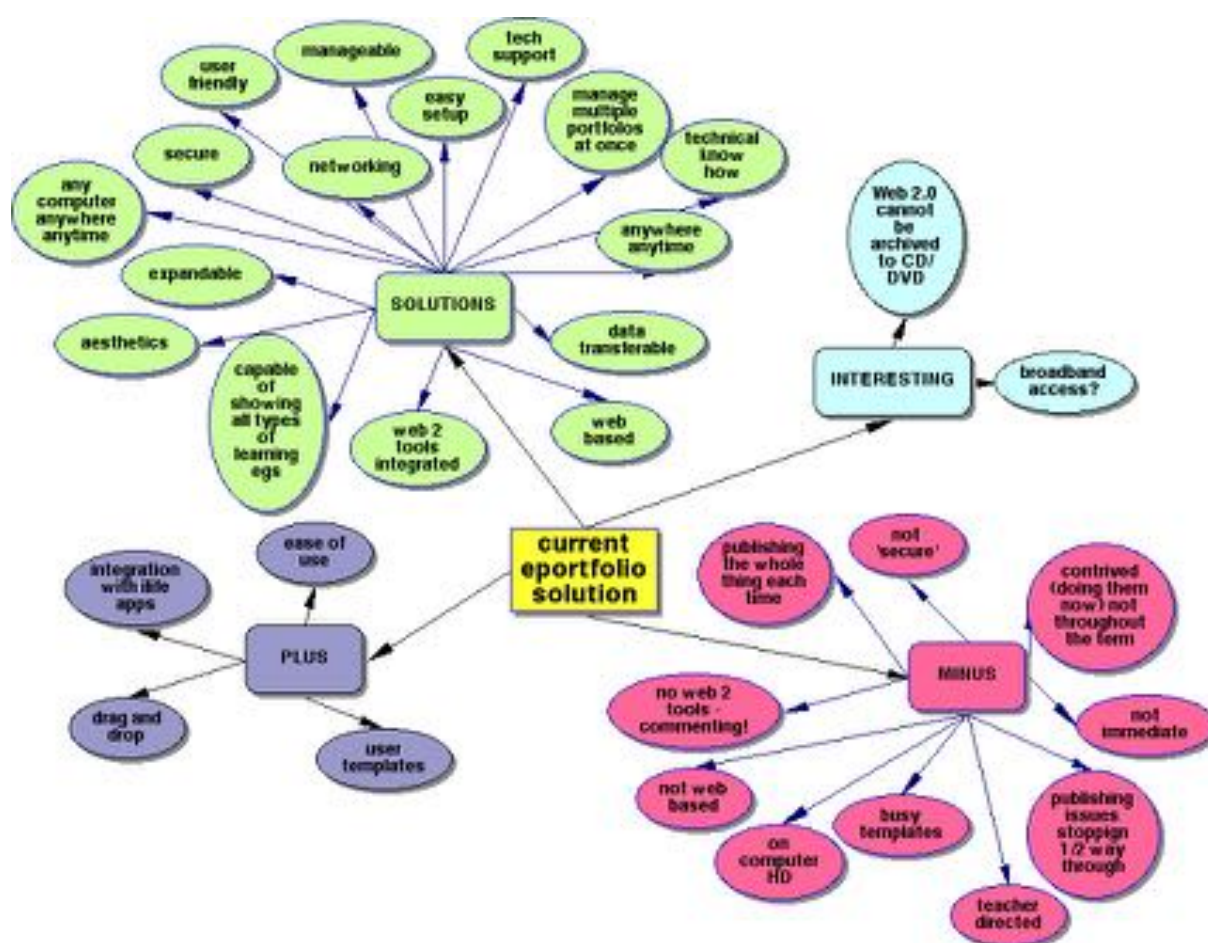 tech
support
manageable
user
friendly
easy
setup
manage
multiple
portfolos
at once
technical
know
how
secure
networking
any
computer
anywhere
anytime
anywhere
anytime
expandable
SOLUTIONS
aesthetics
data
transferable
capable
of
showing
all types
of
learning
egs
web 2
tools
integrated
web
based
Web 2.0
cannot
be
archived
to CD/
DVD
INTERESTING
broadband
access?
current
eportfolio
solution
ease of
use
integration
with ilife
apps
PLUS
drag and
drop
user
templates
publishing
the whole
thing each
time
not
'secure'
contrived
(doing them
now) not
throughout
the term
MINUS
no web 2
tools -
commenting!
not
immediate
not web
based
on
computer
HD
busy
templates
publishing
issues
stoppign
1/2 way
through
teacher
directed